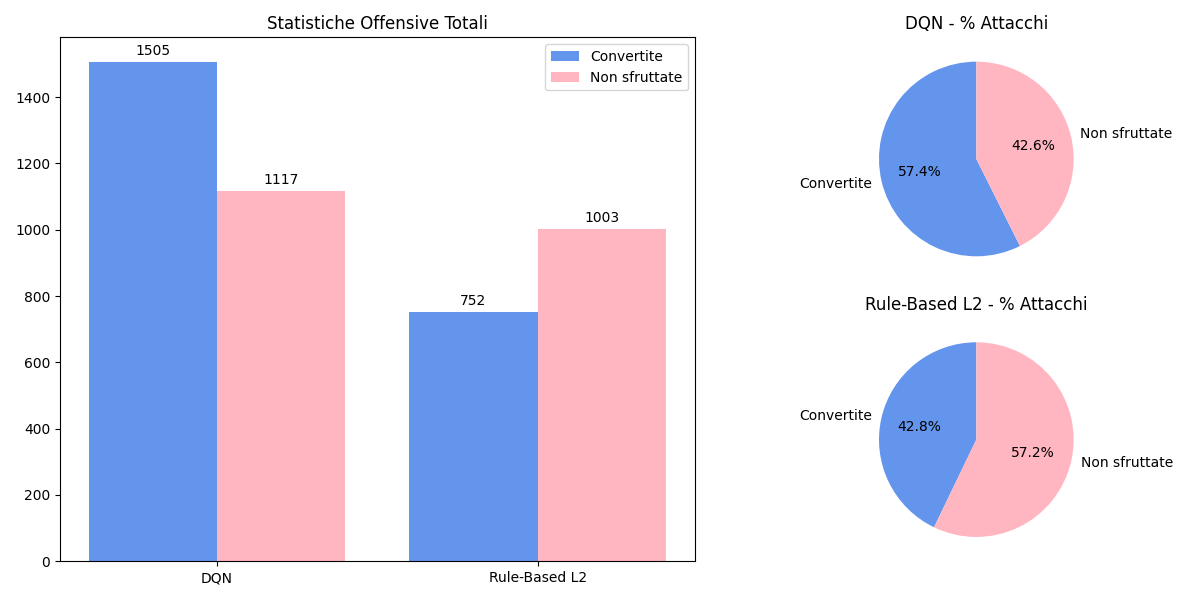 Statistiche Offensive Totali
1505
1117
752
1003
Convertite
Non sfruttate
1400
1200
1000
800
600
400
200
0
DQN
Rule-Based L2
DQN - % Attacchi
Non sfruttate
42.6%
57.4%
Convertite
Rule-Based L2 - % Attacchi
Convertite
42.8%
57.2%
Non sfruttate